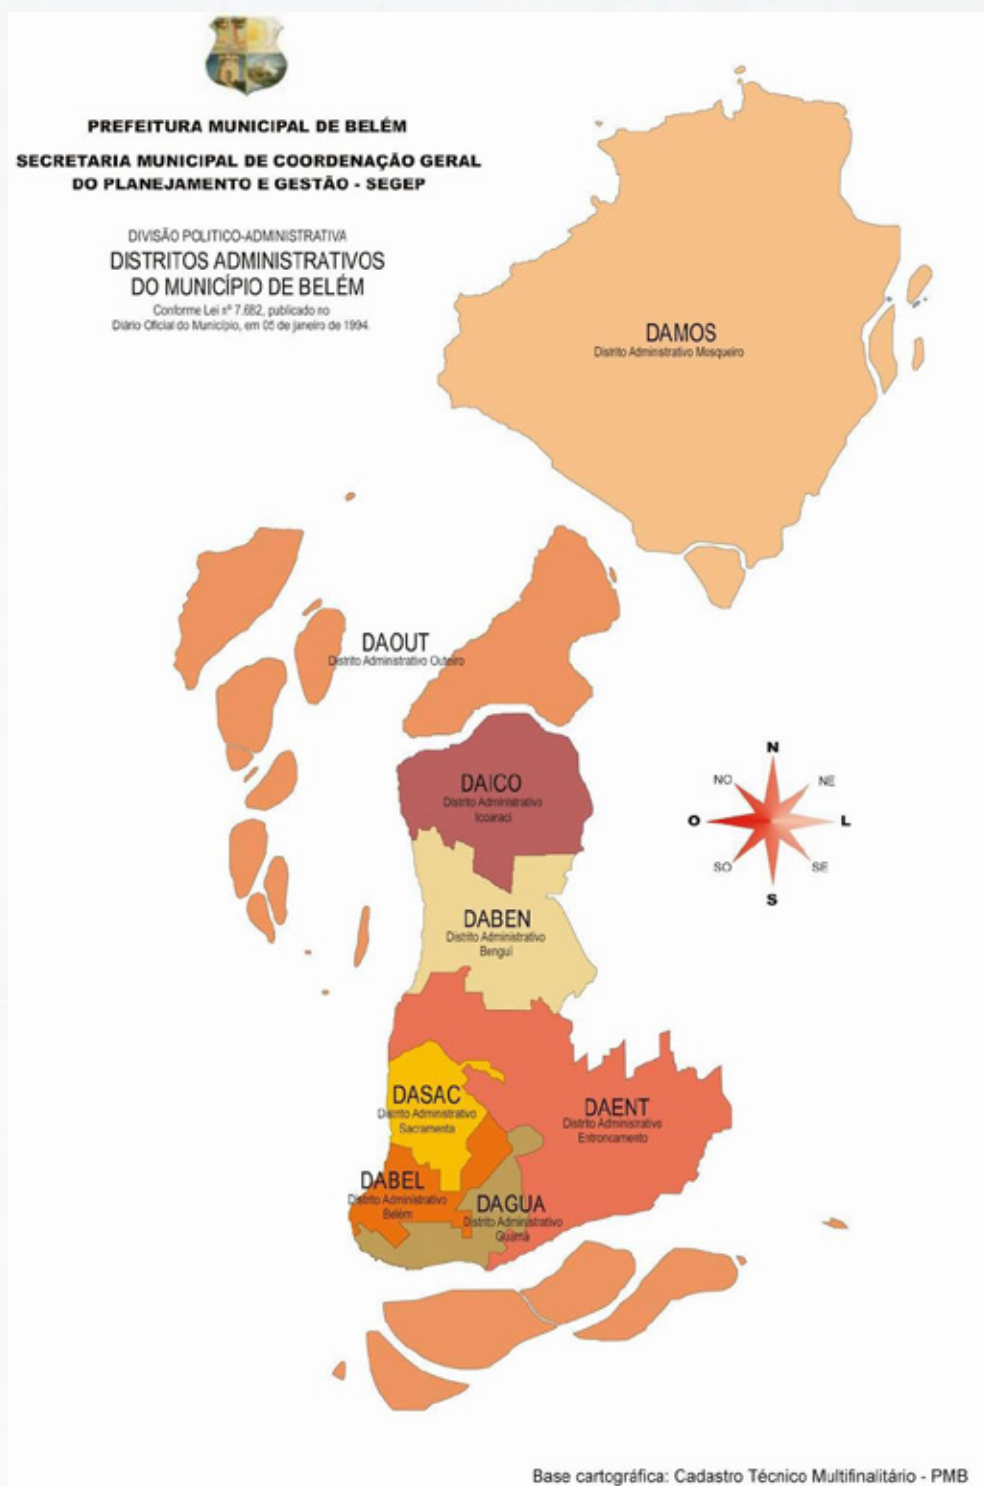 PREFEITURA MUNICIPAL DE BELÉM
SECRETARIA MUNICIPAL DE COORDENAÇÃO GERAL
DO PLANEJAMENTO E GESTÃO - SEGEP
DIVISÃO POLITICO-ADMINISTRATIVA
DISTRITOS ADMINISTRATIVOS
DO MUNICÍPIO DE BELÉM
Conforme Lei nº 7.682, publicado no
Diário Oficial do Município, em 05 de janeiro de 1994.
DAMOS
Distrito Administrativo Mosqueiro
DAOUT
Distrito Administrativo Outeiro
DAICO
Distrito Administrativo
Icoaraci
N
NO
NE
O
L
SO
SE
S
DABEN
Distrito Administrativo
Benguí
DASAC
Distrito Administrativo
Sacramenta
DAENT
Distrito Administrativo
Entroncamento
DABEL
Distrito Administrativo
Belém
DAGUA
Distrito Administrativo
Guamá
Base cartográfica: Cadastro Técnico Multifinalitário - PMB